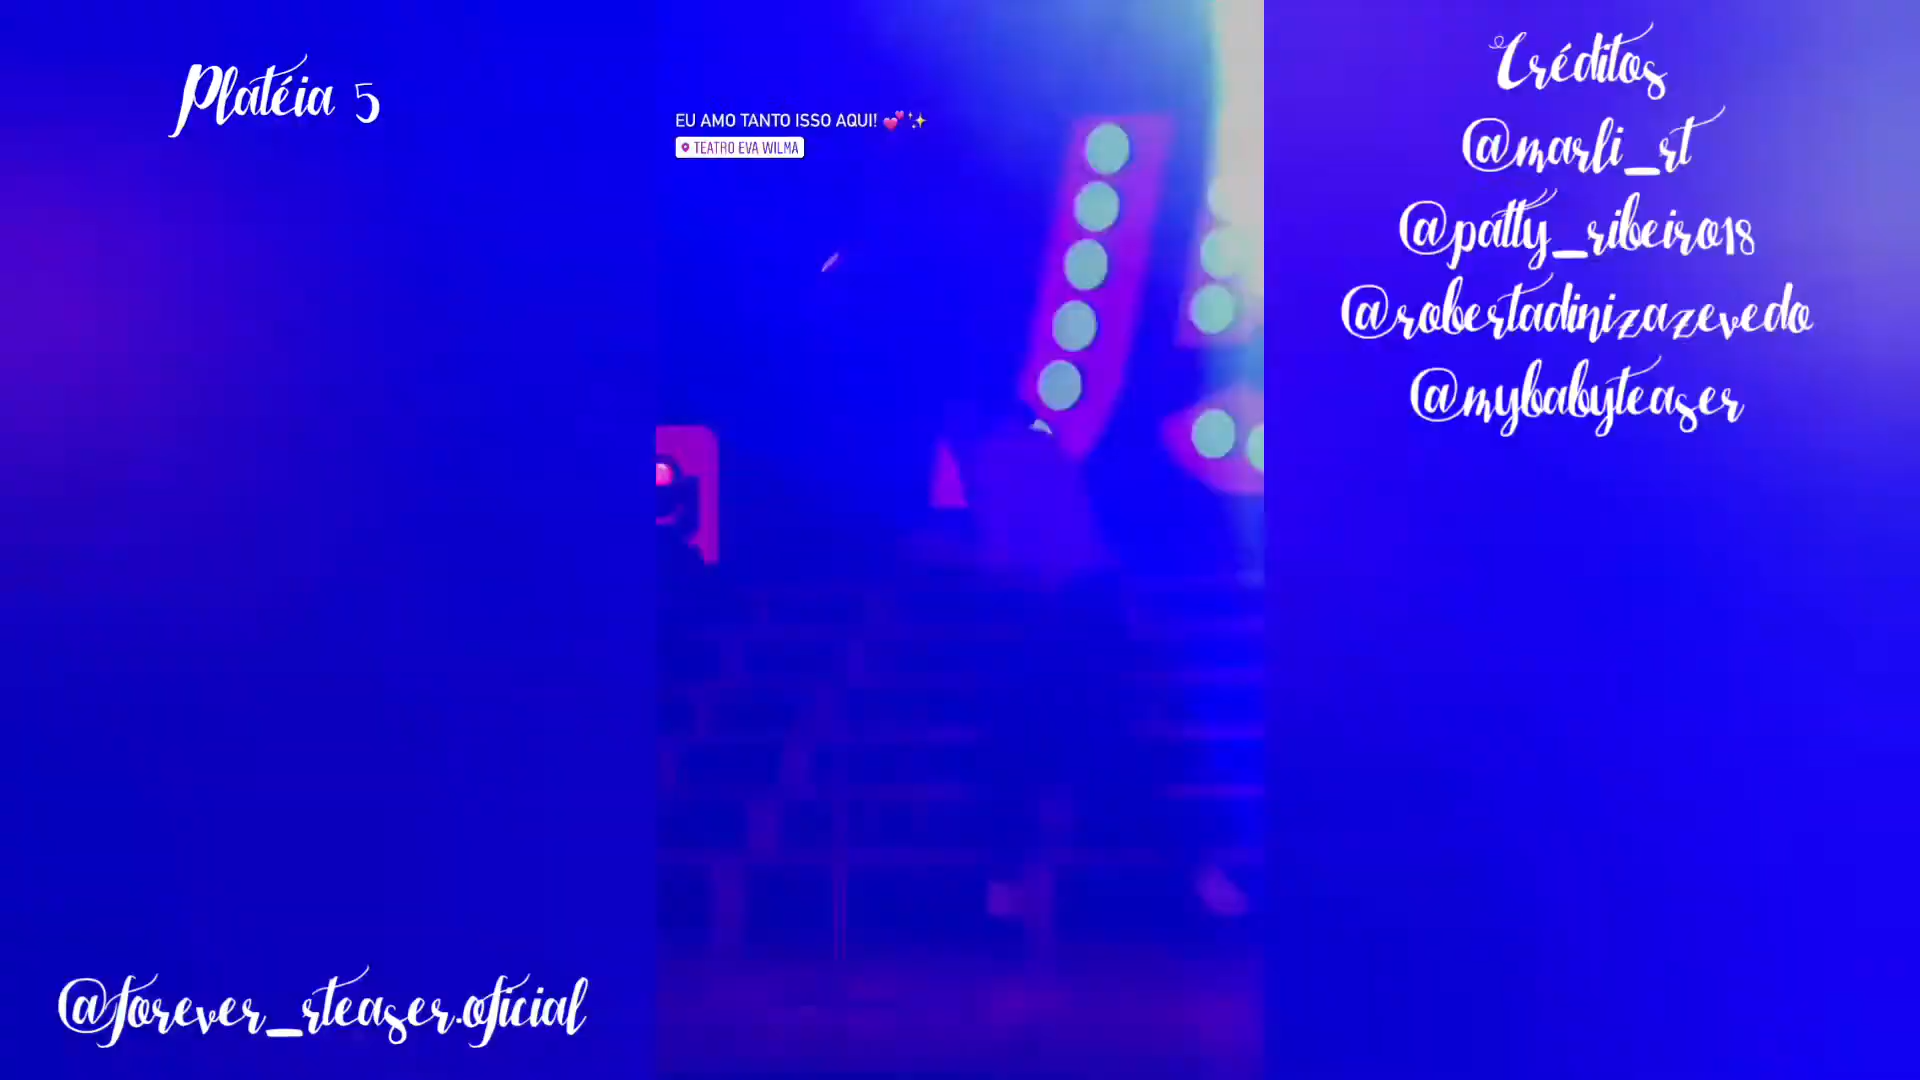 Platéia 5
EU AMO TANTO ISSO AQUI! 💕✨
TEATRO EVA WILMA
Créditos
@marli_rt
@patty_ribeiro18
@robertadinizazevedo
@mybabyteaser
@forever_rteaser.oficial